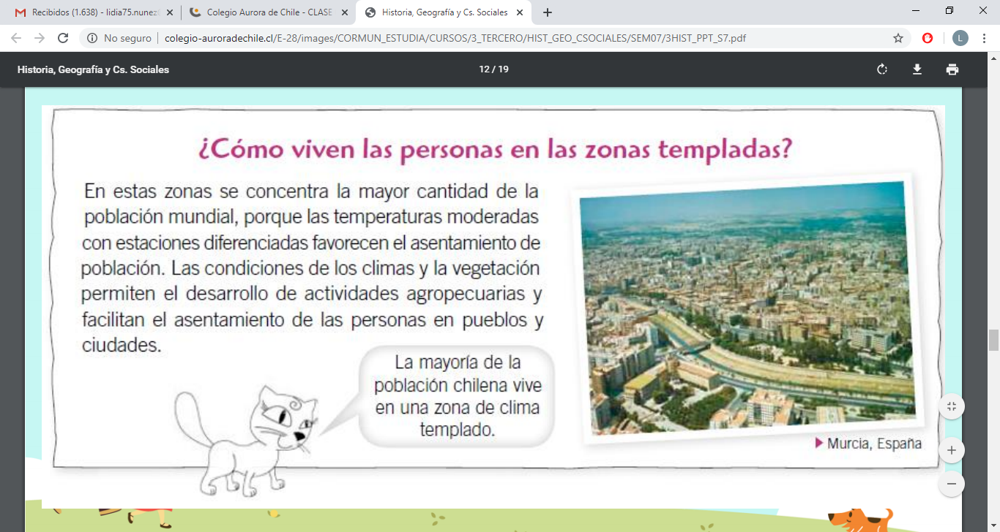 Recibidos (1.638) - lidia75.nunez
Colegio Aurora de Chile - CLASE
Historia, Geografía y Cs. Sociales
No seguro
colegio-auroradechile.cl/E-28/images/CORMUN_ESTUDIA/CURSOS/3_TERCERO/HIST_GEO_CSOCIALES/SEM07/3HIST_PPT_S7.pdf
L
Historia, Geografía y Cs. Sociales
12 / 19
¿Cómo viven las personas en las zonas templadas?
En estas zonas se concentra la mayor cantidad de la
población mundial, porque las temperaturas moderadas
con estaciones diferenciadas favorecen el asentamiento de
población. Las condiciones de los climas y la vegetación
permiten el desarrollo de actividades agropecuarias y
facilitan el asentamiento de las personas en pueblos y
ciudades.
La mayoría de la
población chilena vive
en una zona de clima
templado.
Murcia, España